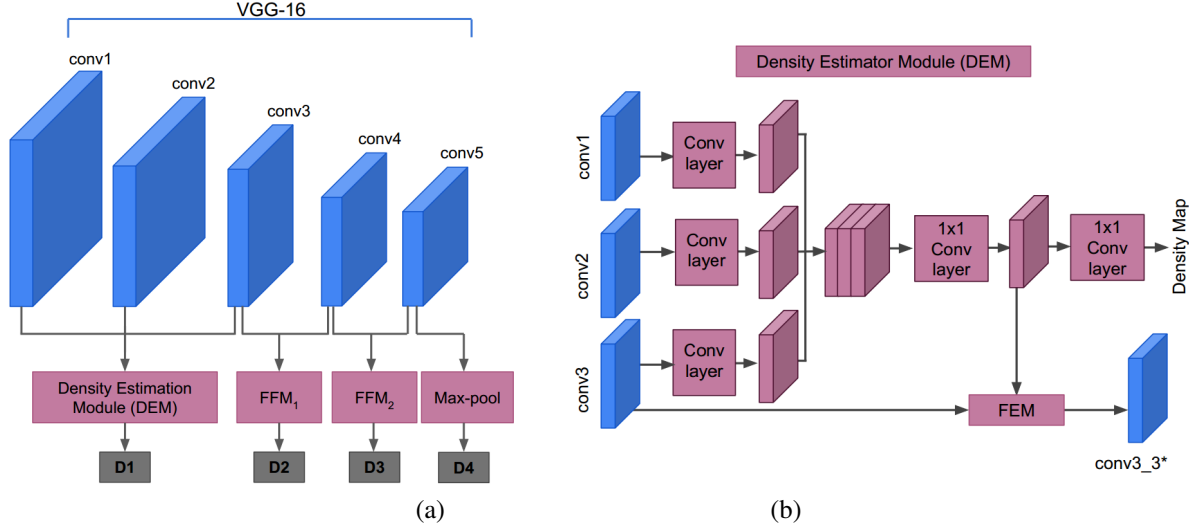 VGG-16
conv1
conv2
conv3
conv4
conv5
Density Estimation
Module (DEM)
FFM1
FFM2
Max-pool
D1
D2
D3
D4
(a)
Density Estimator Module (DEM)
conv1
Conv
layer
conv2
Conv
layer
1x1
Conv
layer
1x1
Conv
layer
Density Map
conv3
Conv
layer
FEM
conv3_3*
(b)